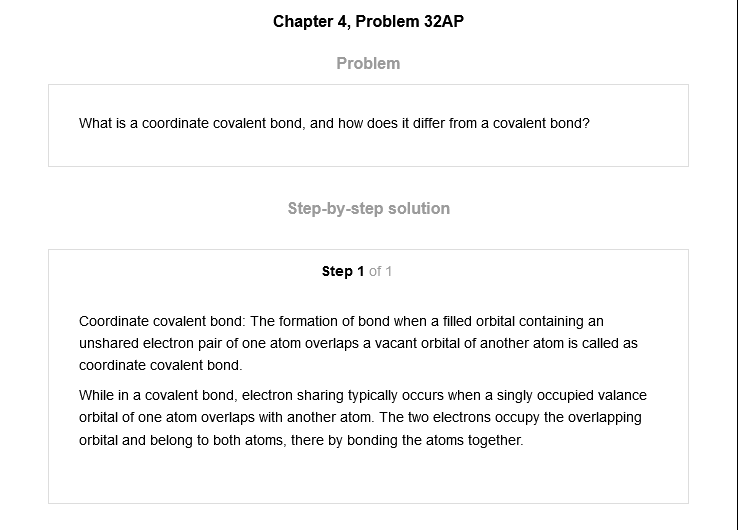 Chapter 4, Problem 32AP
Problem
What is a coordinate covalent bond, and how does it differ from a covalent bond?
Step-by-step solution
Step 1 of 1
Coordinate covalent bond: The formation of bond when a filled orbital containing an
unshared electron pair of one atom overlaps a vacant orbital of another atom is called as
coordinate covalent bond.
While in a covalent bond, electron sharing typically occurs when a singly occupied valance
orbital of one atom overlaps with another atom. The two electrons occupy the overlapping
orbital and belong to both atoms, there by bonding the atoms together.